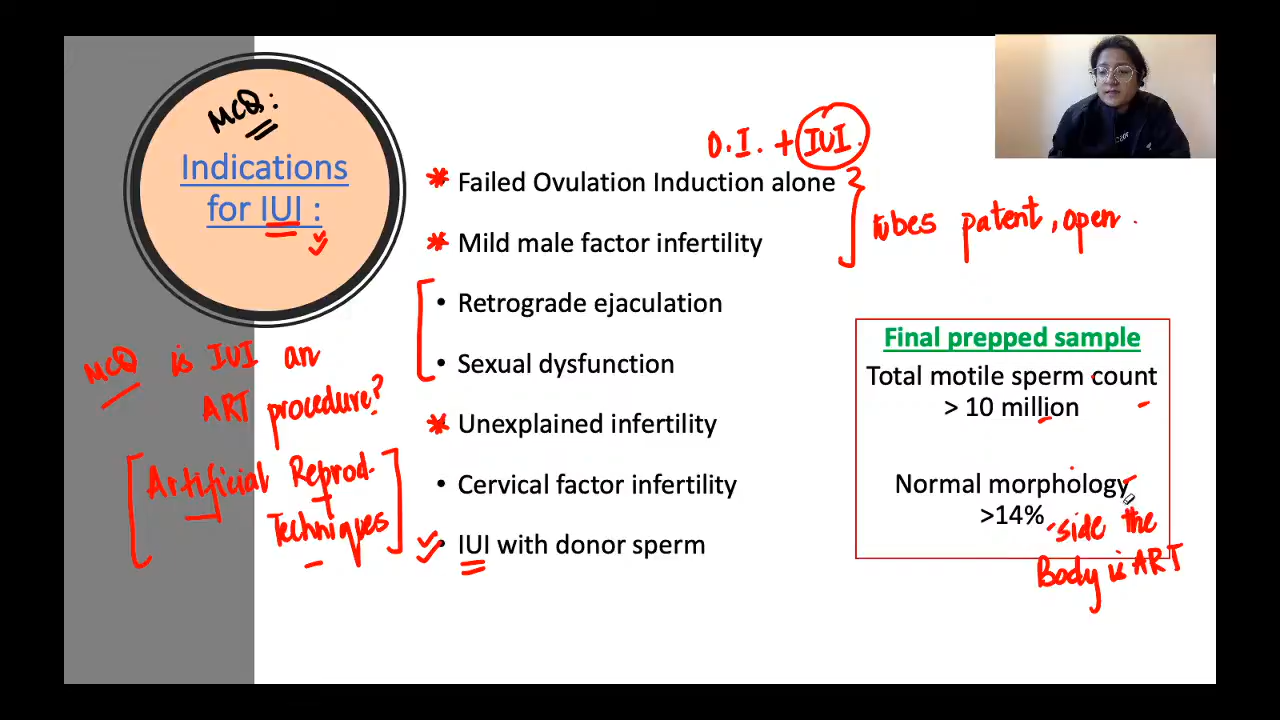 MCQ:
Indications
for IUI :
O.I. + IUI.
Failed Ovulation Induction alone
Mild male factor infertility
tubes patent, open.
• Retrograde ejaculation
• Sexual dysfunction
Unexplained infertility
• Cervical factor infertility
• IUI with donor sperm
MCQ is IUI an
ART procedure?
[Artificial Reprod.
Techniques]
Final prepped sample
Total motile sperm count
> 10 million
Normal morphology
>14%
side the
Body is ART